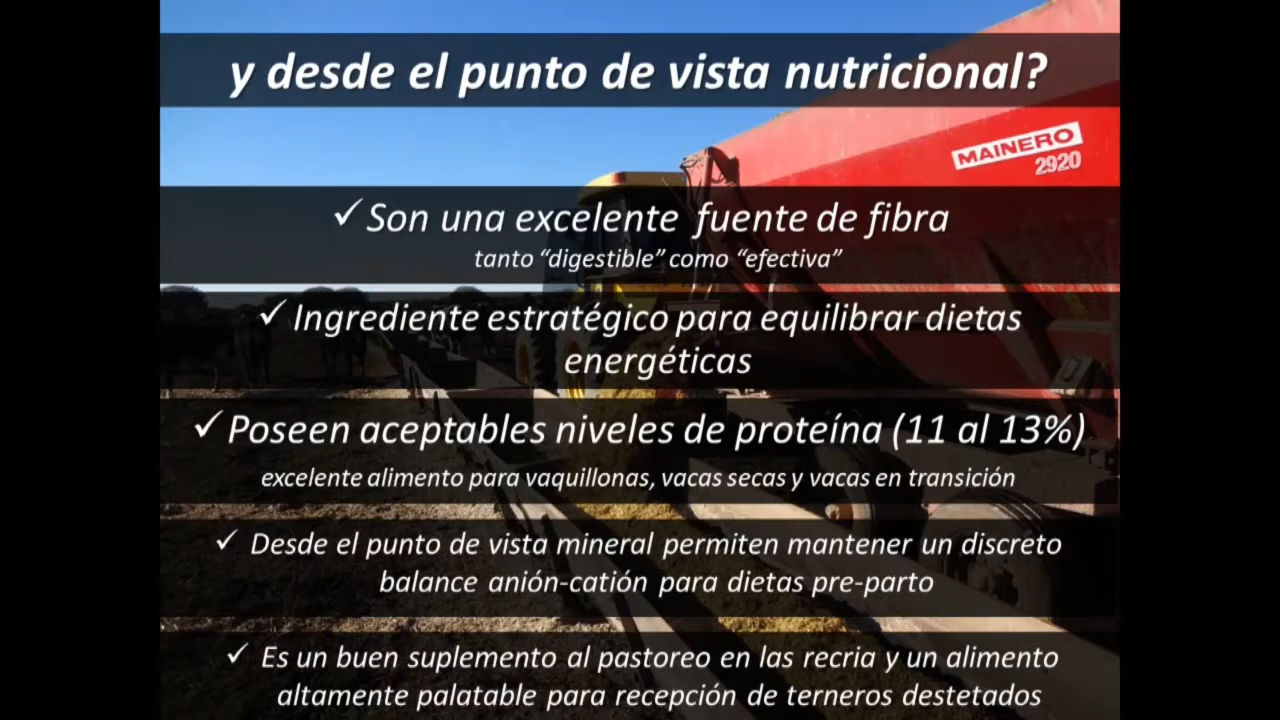 y desde el punto de vista nutricional?
MAINERO
2920
✓ Son una excelente fuente de fibra
tanto “digestible” como “efectiva”
✓ Ingrediente estratégico para equilibrar dietas
energéticas
✓ Poseen aceptables niveles de proteína (11 al 13%)
excelente alimento para vaquillonas, vacas secas y vacas en transición
✓ Desde el punto de vista mineral permiten mantener un discreto
balance anión-catión para dietas pre-parto
✓ Es un buen suplemento al pastoreo en las recria y un alimento
altamente palatable para recepción de terneros destetados